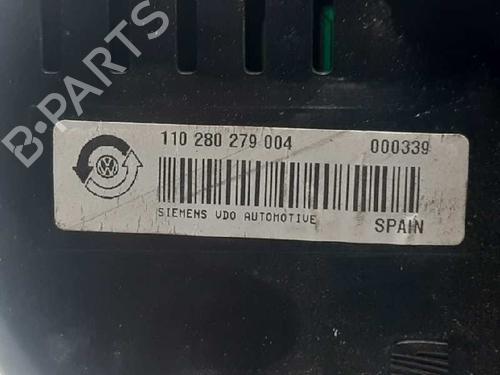 B-PARTS
110 280 279 004 000339
SIEMENS VDO AUTOMOTIVE SPAIN